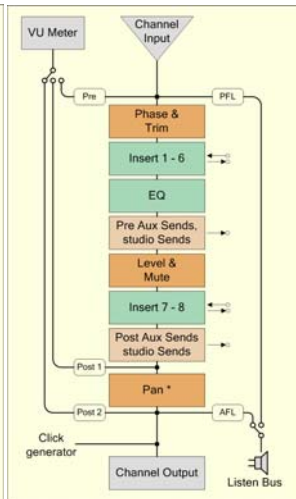 VU Meter
Channel
Input
Pre
PFL
Phase &
Trim
Insert 1 - 6
EQ
Pre Aux Sends,
studio Sends
Level &
Mute
Insert 7 - 8
Post Aux Sends
studio Sends
Post 1
Pan *
Post 2
AFL
Click
generator
Channel Output
Listen Bus